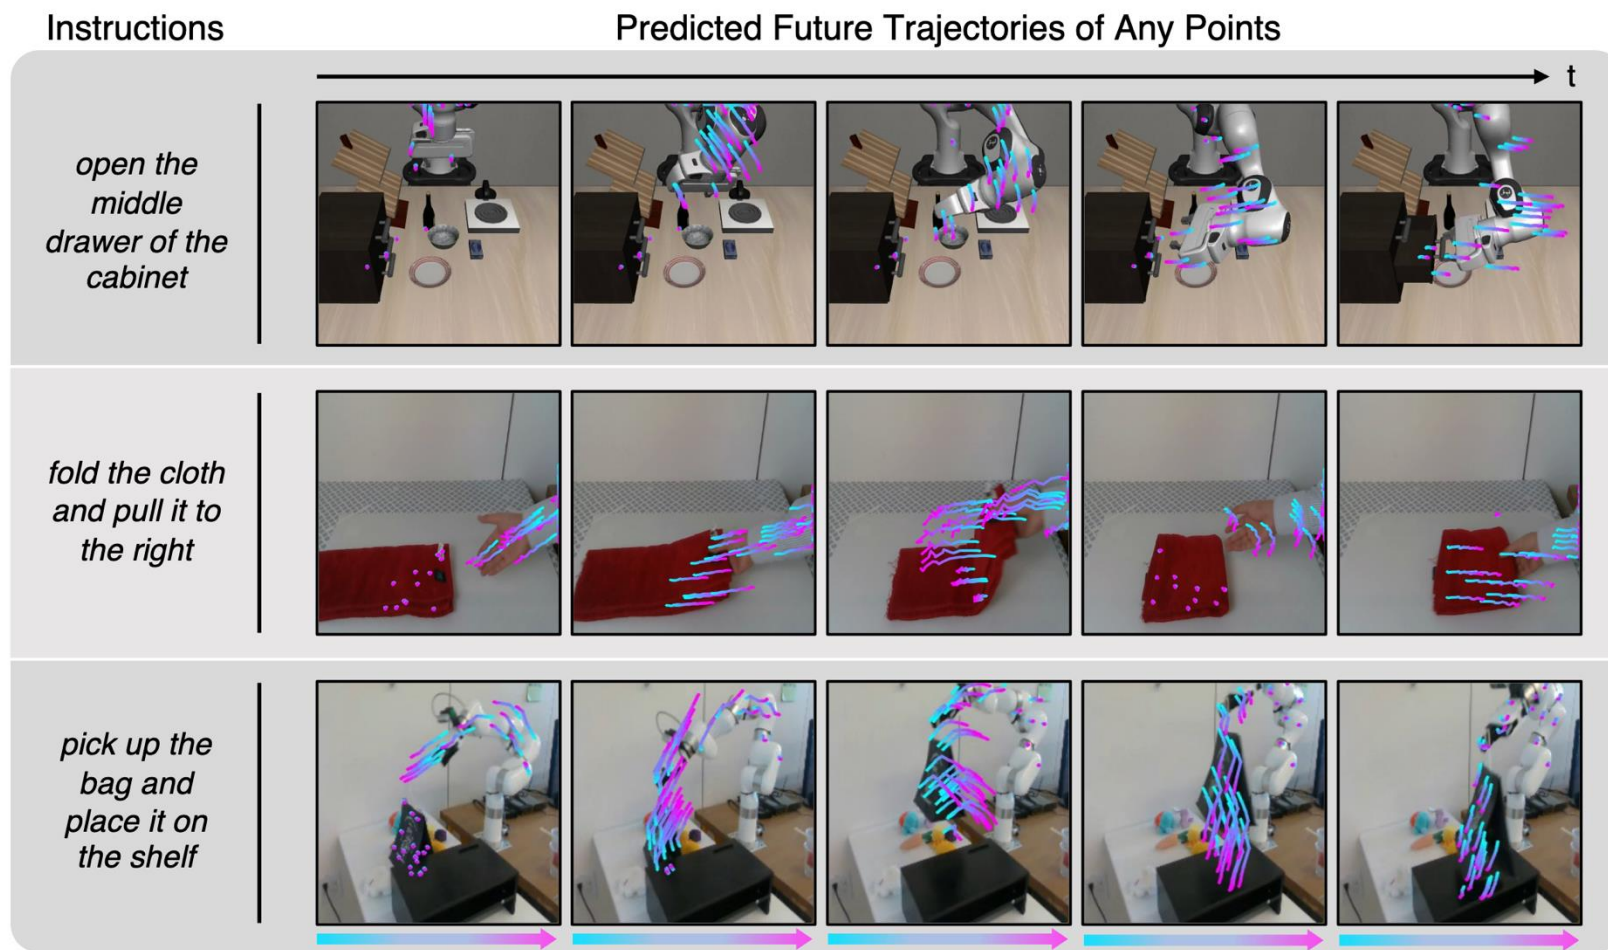 Instructions
Predicted Future Trajectories of Any Points
t
open the
middle
drawer of the
cabinet
fold the cloth
and pull it to
the right
pick up the
bag and
place it on
the shelf